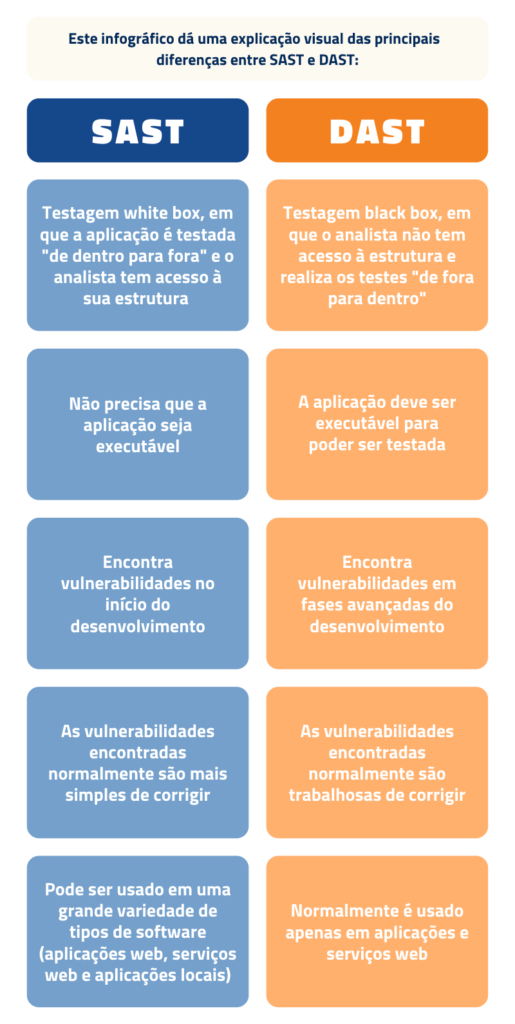 Este infográfico dá uma explicação visual das principais
diferenças entre SAST e DAST:
SAST
DAST
Testagem white box, em
que a aplicação é testada
"de dentro para fora" e o
analista tem acesso à
sua estrutura
Testagem black box, em
que o analista não tem
acesso à estrutura e
realiza os testes "de fora
para dentro"
Não precisa que a
aplicação seja
executável
A aplicação deve ser
executável para
poder ser testada
Encontra
vulnerabilidades no
início do
desenvolvimento
Encontra
vulnerabilidades em
fases avançadas do
desenvolvimento
As vulnerabilidades
encontradas
normalmente são mais
simples de corrigir
As vulnerabilidades
encontradas
normalmente são
trabalhosas de corrigir
Pode ser usado em uma
grande variedade de
tipos de software
(aplicações web, serviços
web e aplicações locais)
Normalmente é usado
apenas em aplicações e
serviços web